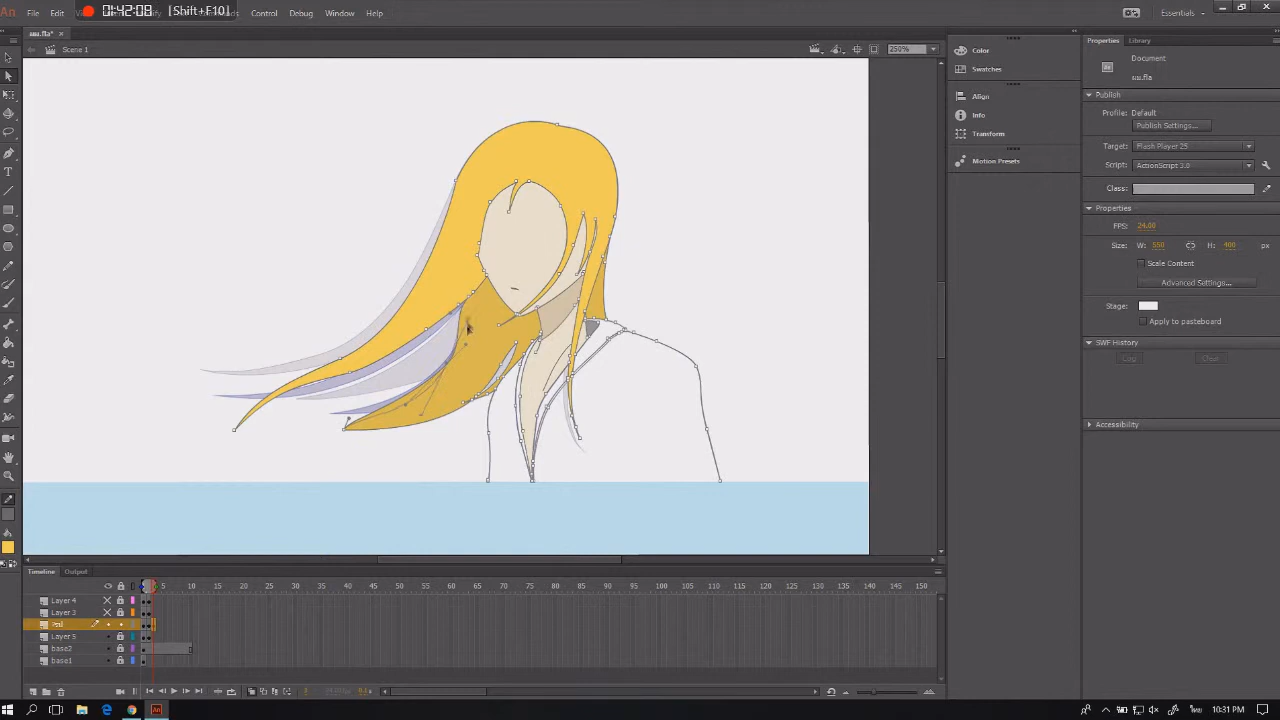 An File Edit Commands Control Debug Window Help
01:42:08 [Shift+F10]
Essentials
Scene 1
250%
Color
Swatches
Align
Info
Transform
Motion Presets
Properties Library
Document
Publish
Profile: Default
Publish Settings...
Target: Flash Player 25
Script: ActionScript 3.0
Class:
Properties
FPS: 24.00
Size: W: 550 H: 400 px
Scale Content
Advanced Settings...
Stage:
Apply to pasteboard
SWF History
Log Clear
Accessibility
Timeline Output
5 10 15 20 25 30 35 40 45 50 55 60 65 70 75 80 85 90 95 100 105 110 115 120 125 130 135 140 145 150
Layer 4
Layer 3
Layer 5
base2
base1
10:31 PM